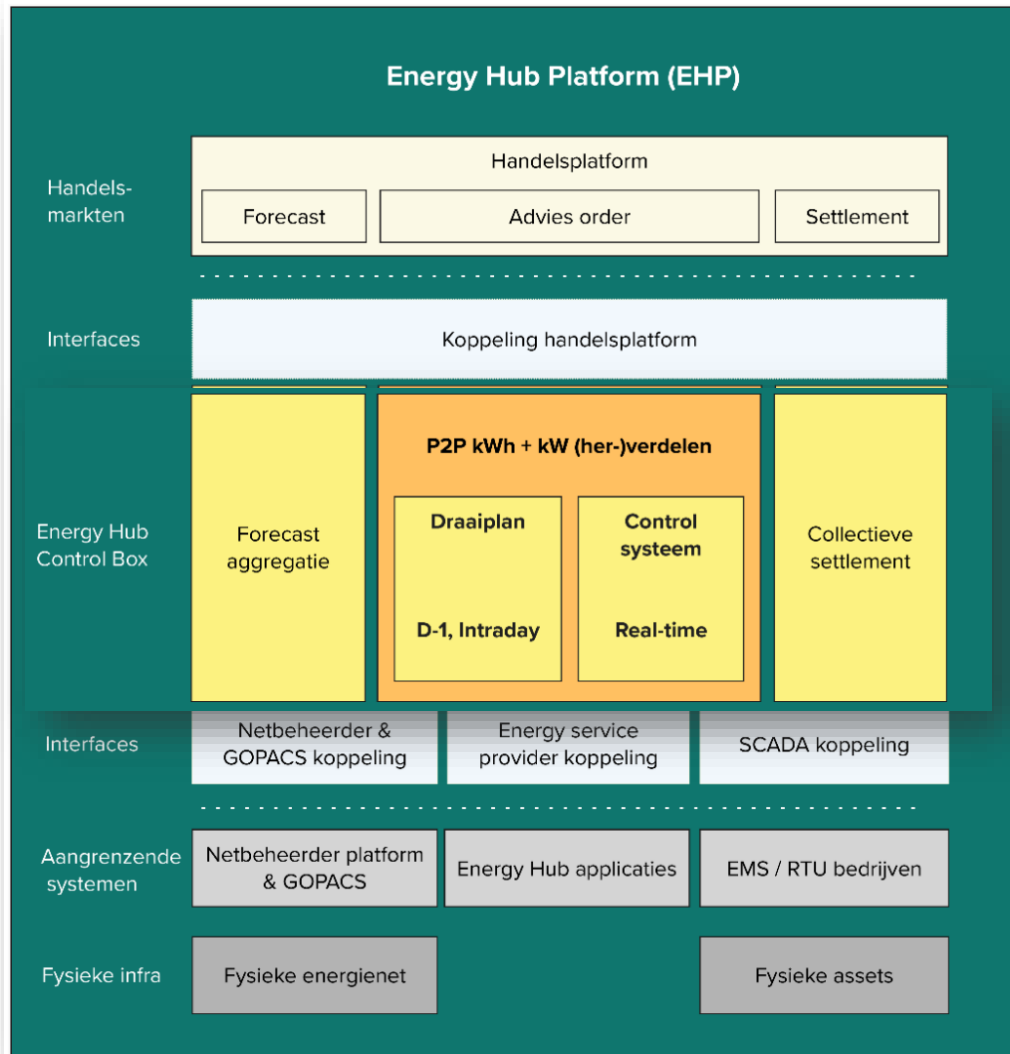 Energy Hub Platform (EHP)
Handels-
markten
Handelsplatform
Forecast
Advies order
Settlement
Interfaces
Koppeling handelsplatform
Energy Hub
Control Box
Forecast
aggregatie
P2P kWh + kW (her-)verdelen
Draaiplan
D-1, Intraday
Control
systeem
Real-time
Collectieve
settlement
Interfaces
Netbeheerder &
GOPACS koppeling
Energy service
provider koppeling
SCADA koppeling
Aangrenzende
systemen
Netbeheerder platform
& GOPACS
Energy Hub applicaties
EMS / RTU bedrijven
Fysieke infra
Fysieke energienet
Fysieke assets